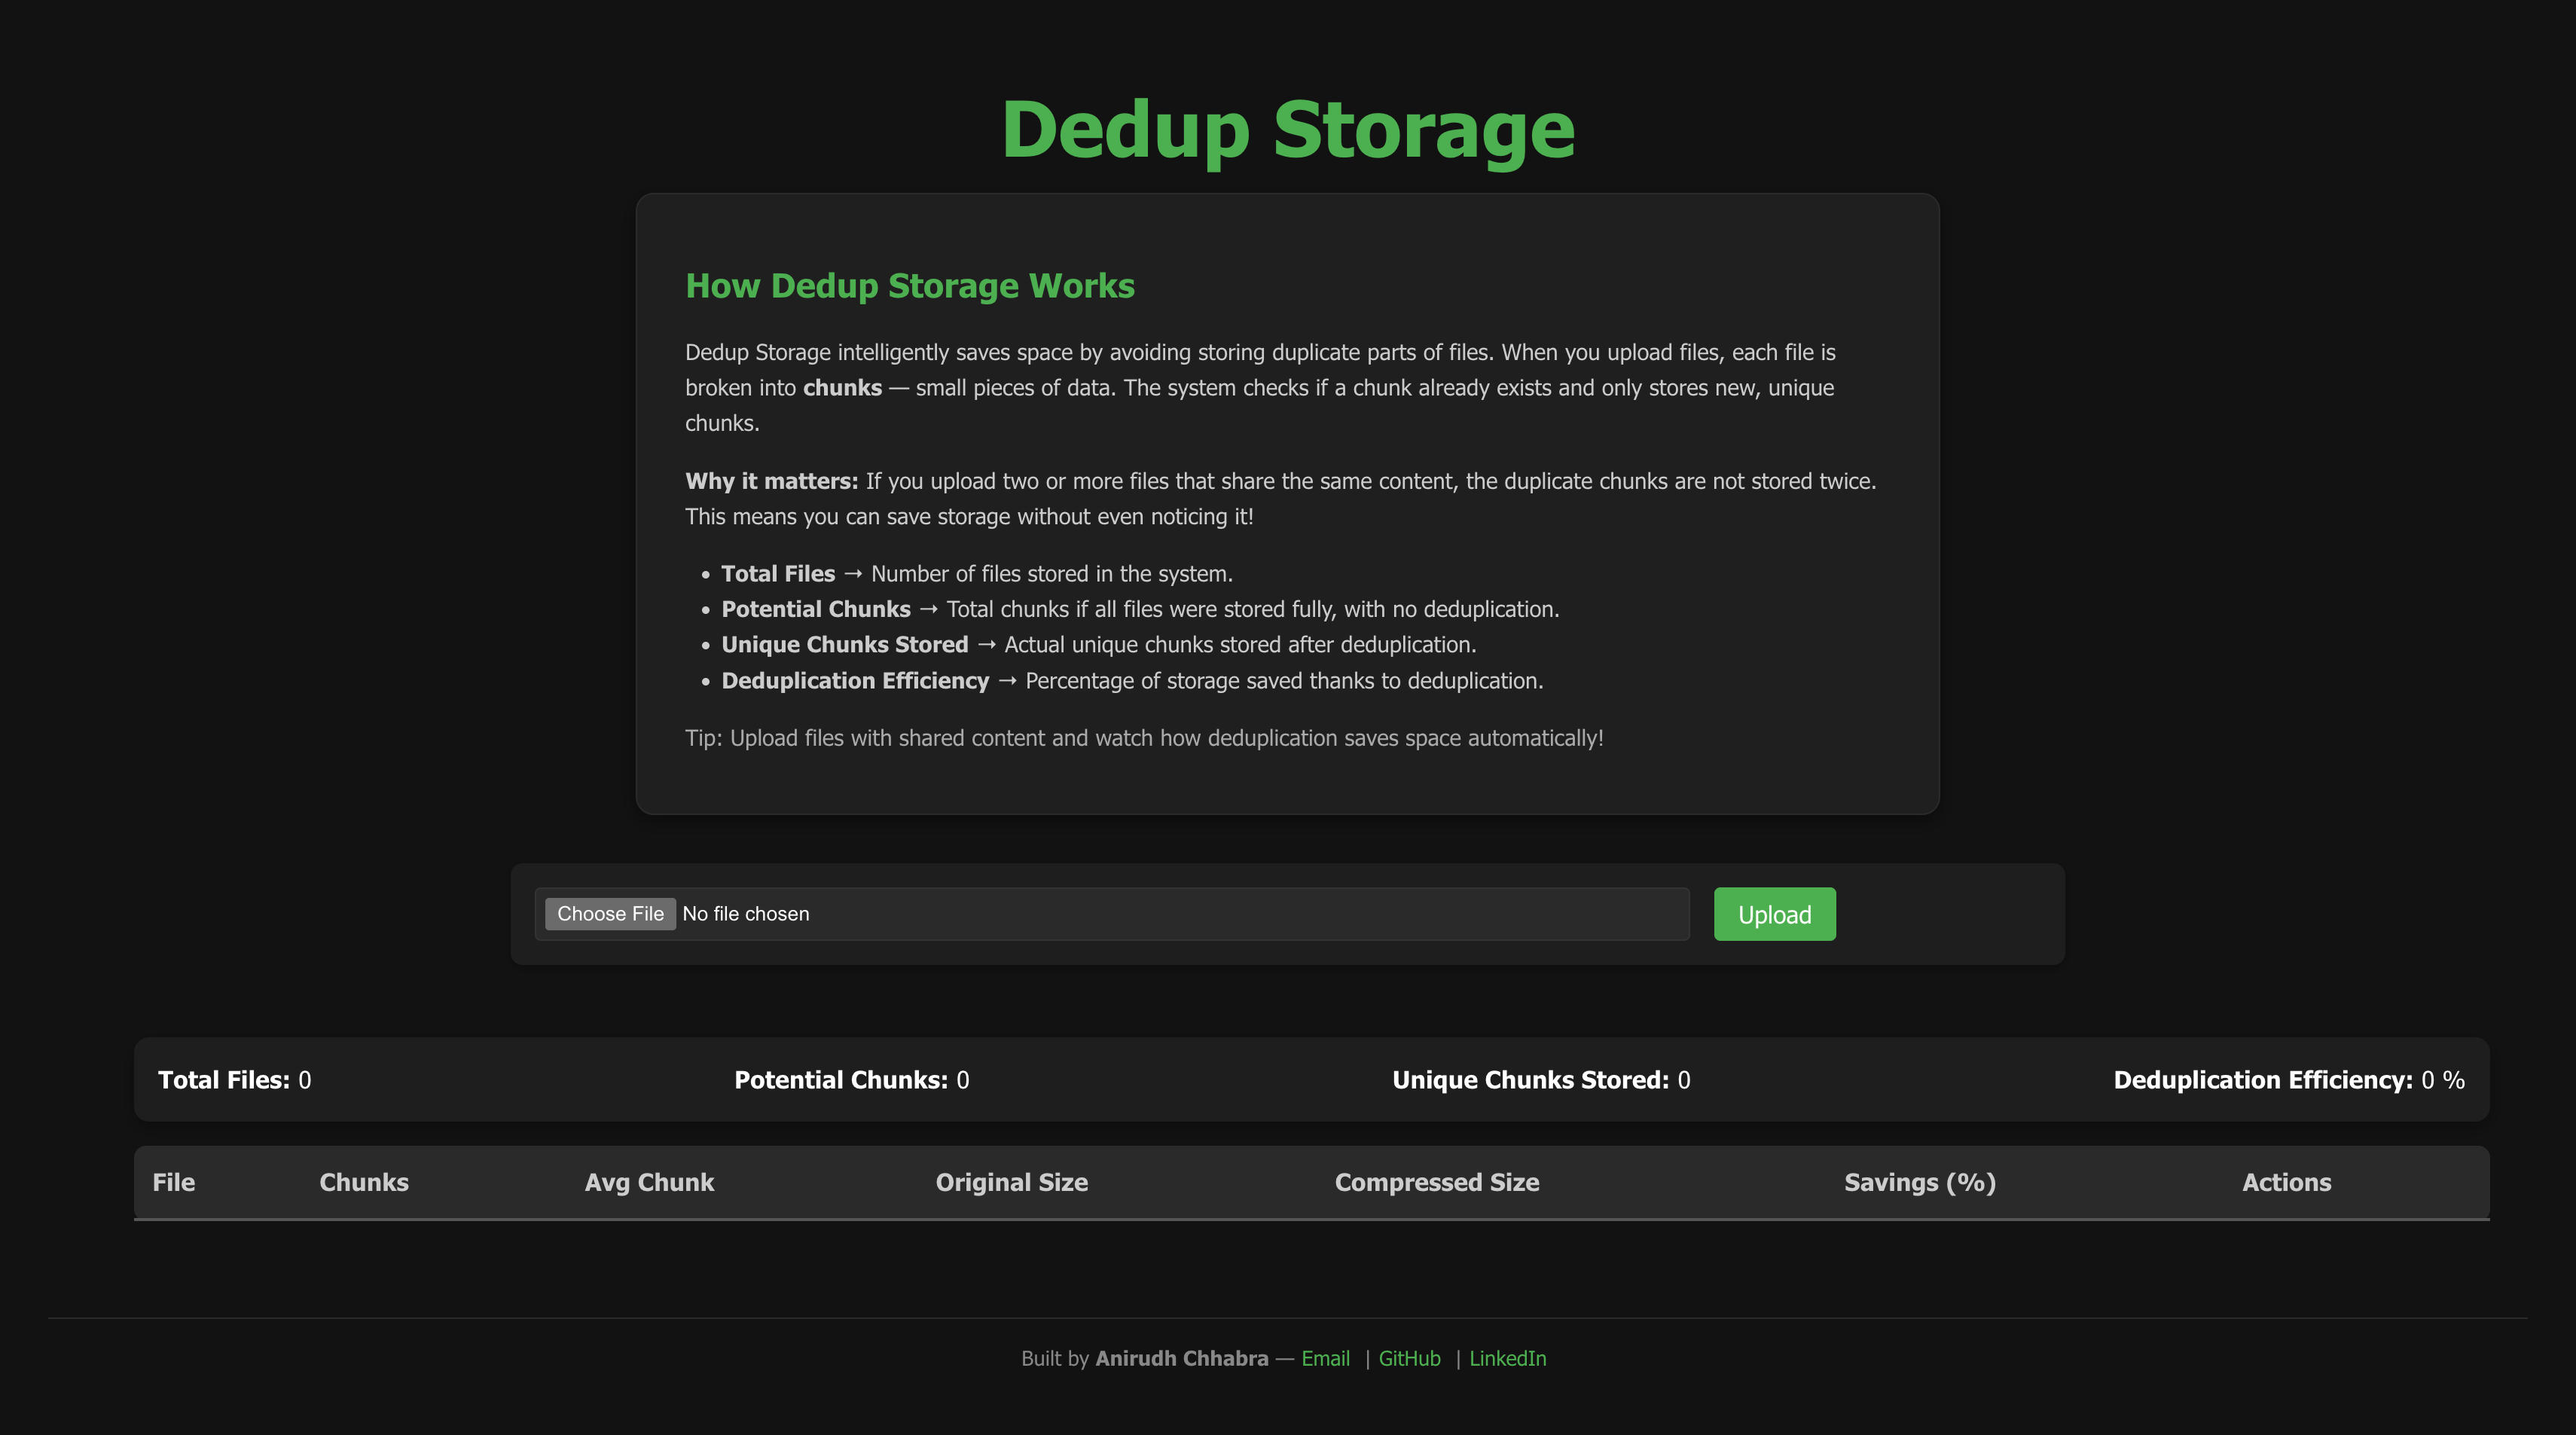 Dedup Storage
How Dedup Storage Works
Dedup Storage intelligently saves space by avoiding storing duplicate parts of files. When you upload files, each file is
broken into chunks — small pieces of data. The system checks if a chunk already exists and only stores new, unique
chunks.
Why it matters: If you upload two or more files that share the same content, the duplicate chunks are not stored twice.
This means you can save storage without even noticing it!
• Total Files → Number of files stored in the system.
• Potential Chunks → Total chunks if all files were stored fully, with no deduplication.
• Unique Chunks Stored → Actual unique chunks stored after deduplication.
• Deduplication Efficiency → Percentage of storage saved thanks to deduplication.
Tip: Upload files with shared content and watch how deduplication saves space automatically!
Choose File No file chosen Upload
Total Files: 0 Potential Chunks: 0 Unique Chunks Stored: 0 Deduplication Efficiency: 0 %
File Chunks Avg Chunk Original Size Compressed Size Savings (%) Actions
Built by Anirudh Chhabra — Email | GitHub | LinkedIn